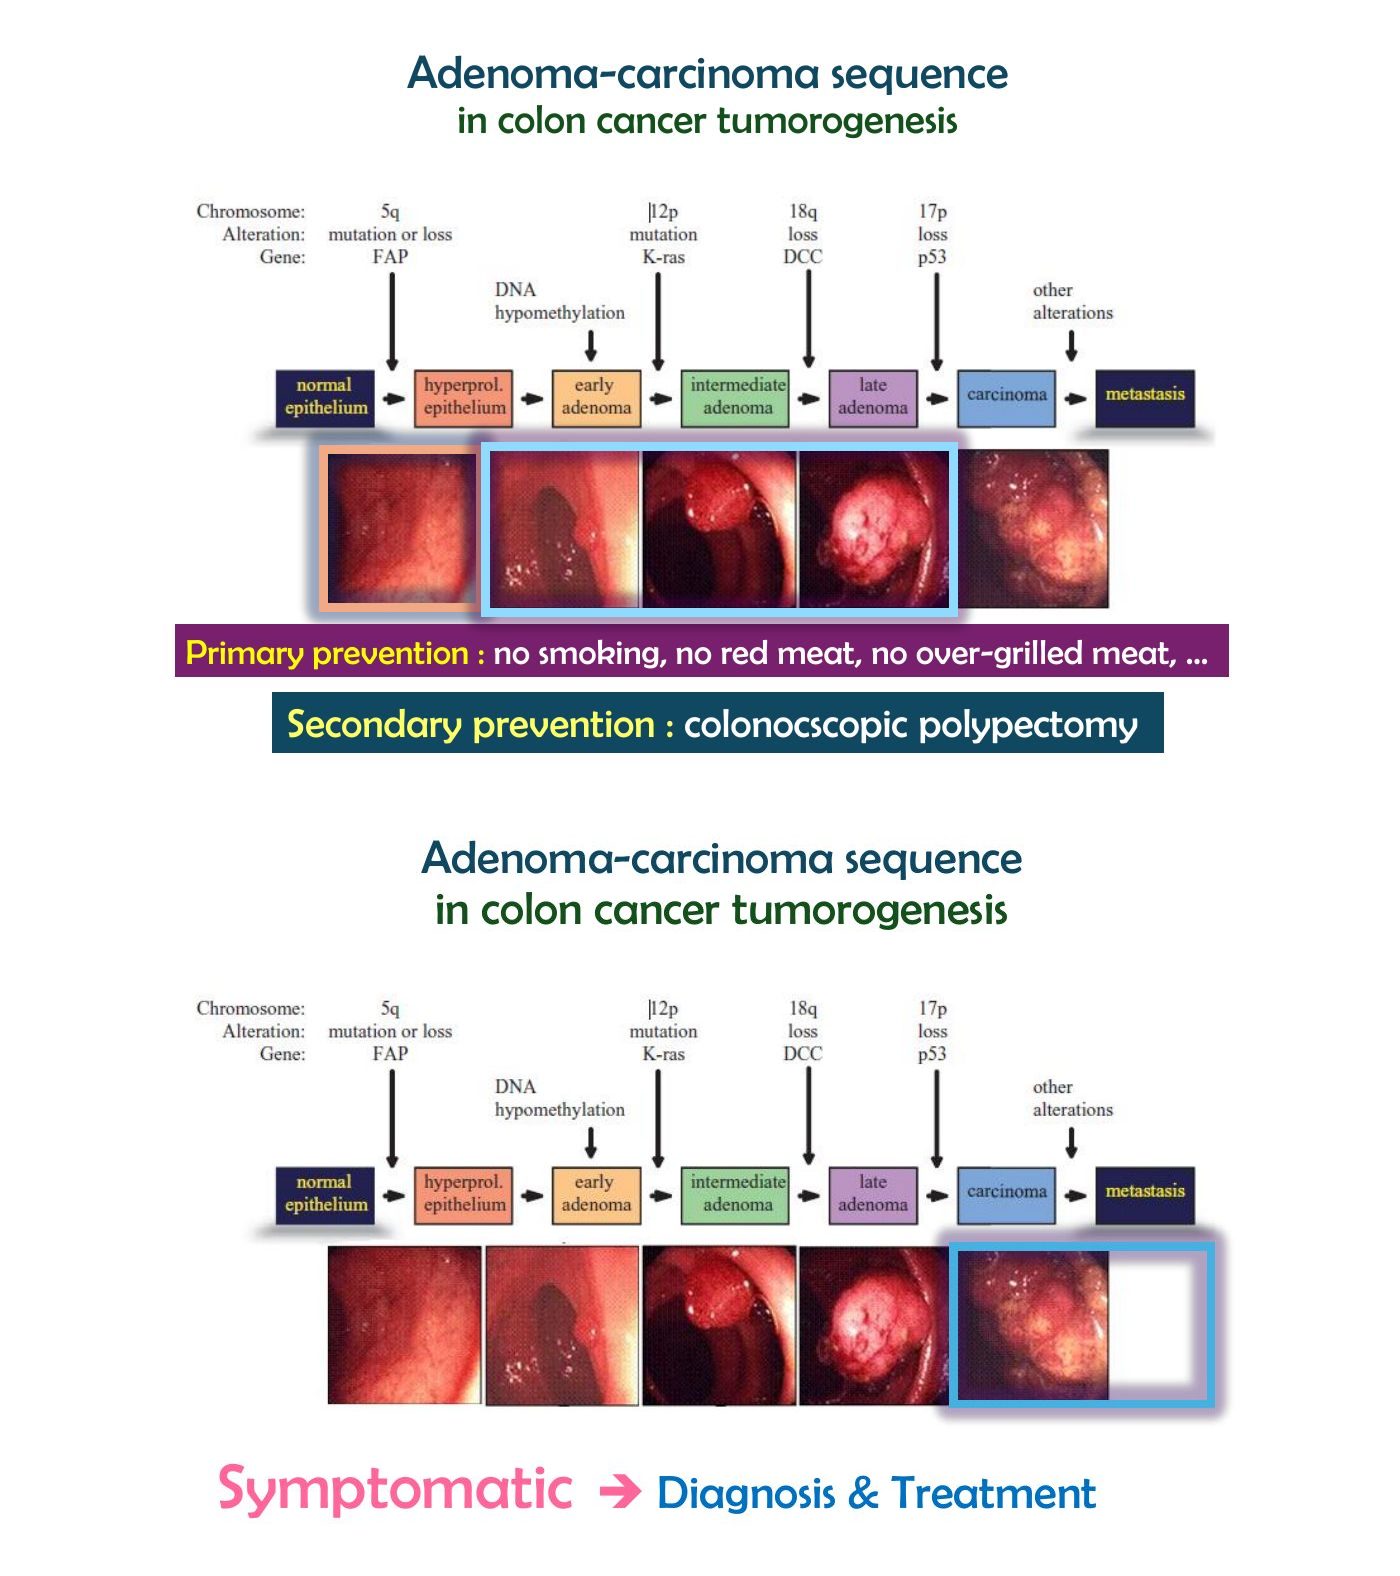 Adenoma-carcinoma sequence
in colon cancer tumorogenesis
Chromosome: 5q |12p 18q 17p
Alteration: mutation or loss mutation loss loss
Gene: FAP K-ras DCC p53
DNA other
hypomethylation alterations
normal hyperprol. early intermediate late carcinoma metastasis
epithelium epithelium adenoma adenoma adenoma
Primary prevention : no smoking, no red meat, no over-grilled meat, ...
Secondary prevention : colonocscopic polypectomy
Adenoma-carcinoma sequence
in colon cancer tumorogenesis
Chromosome: 5q |12p 18q 17p
Alteration: mutation or loss mutation loss loss
Gene: FAP K-ras DCC p53
DNA other
hypomethylation alterations
normal hyperprol. early intermediate late carcinoma metastasis
epithelium epithelium adenoma adenoma adenoma
Symptomatic ➔ Diagnosis & Treatment